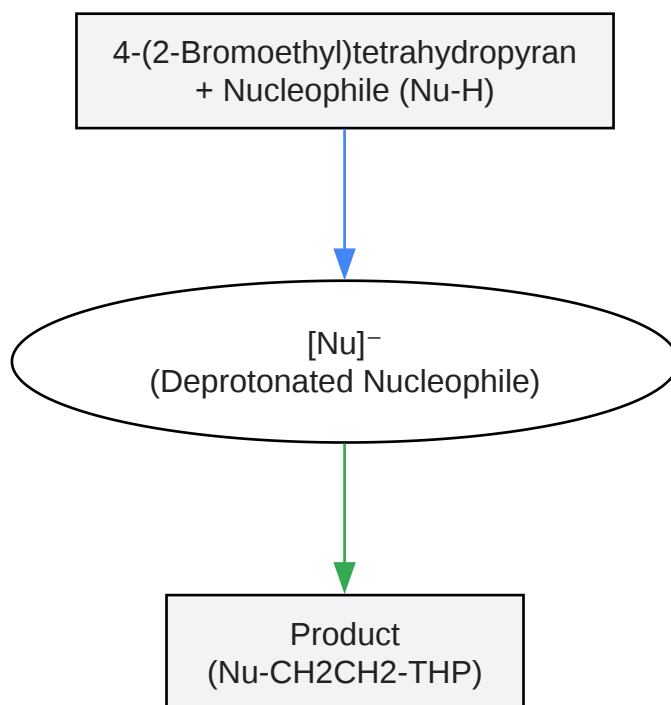 4-(2-Bromoethyl)tetrahydropyran
+ Nucleophile (Nu-H)
[Nu]⁻
(Deprotonated Nucleophile)
Product
(Nu-CH2CH2-THP)